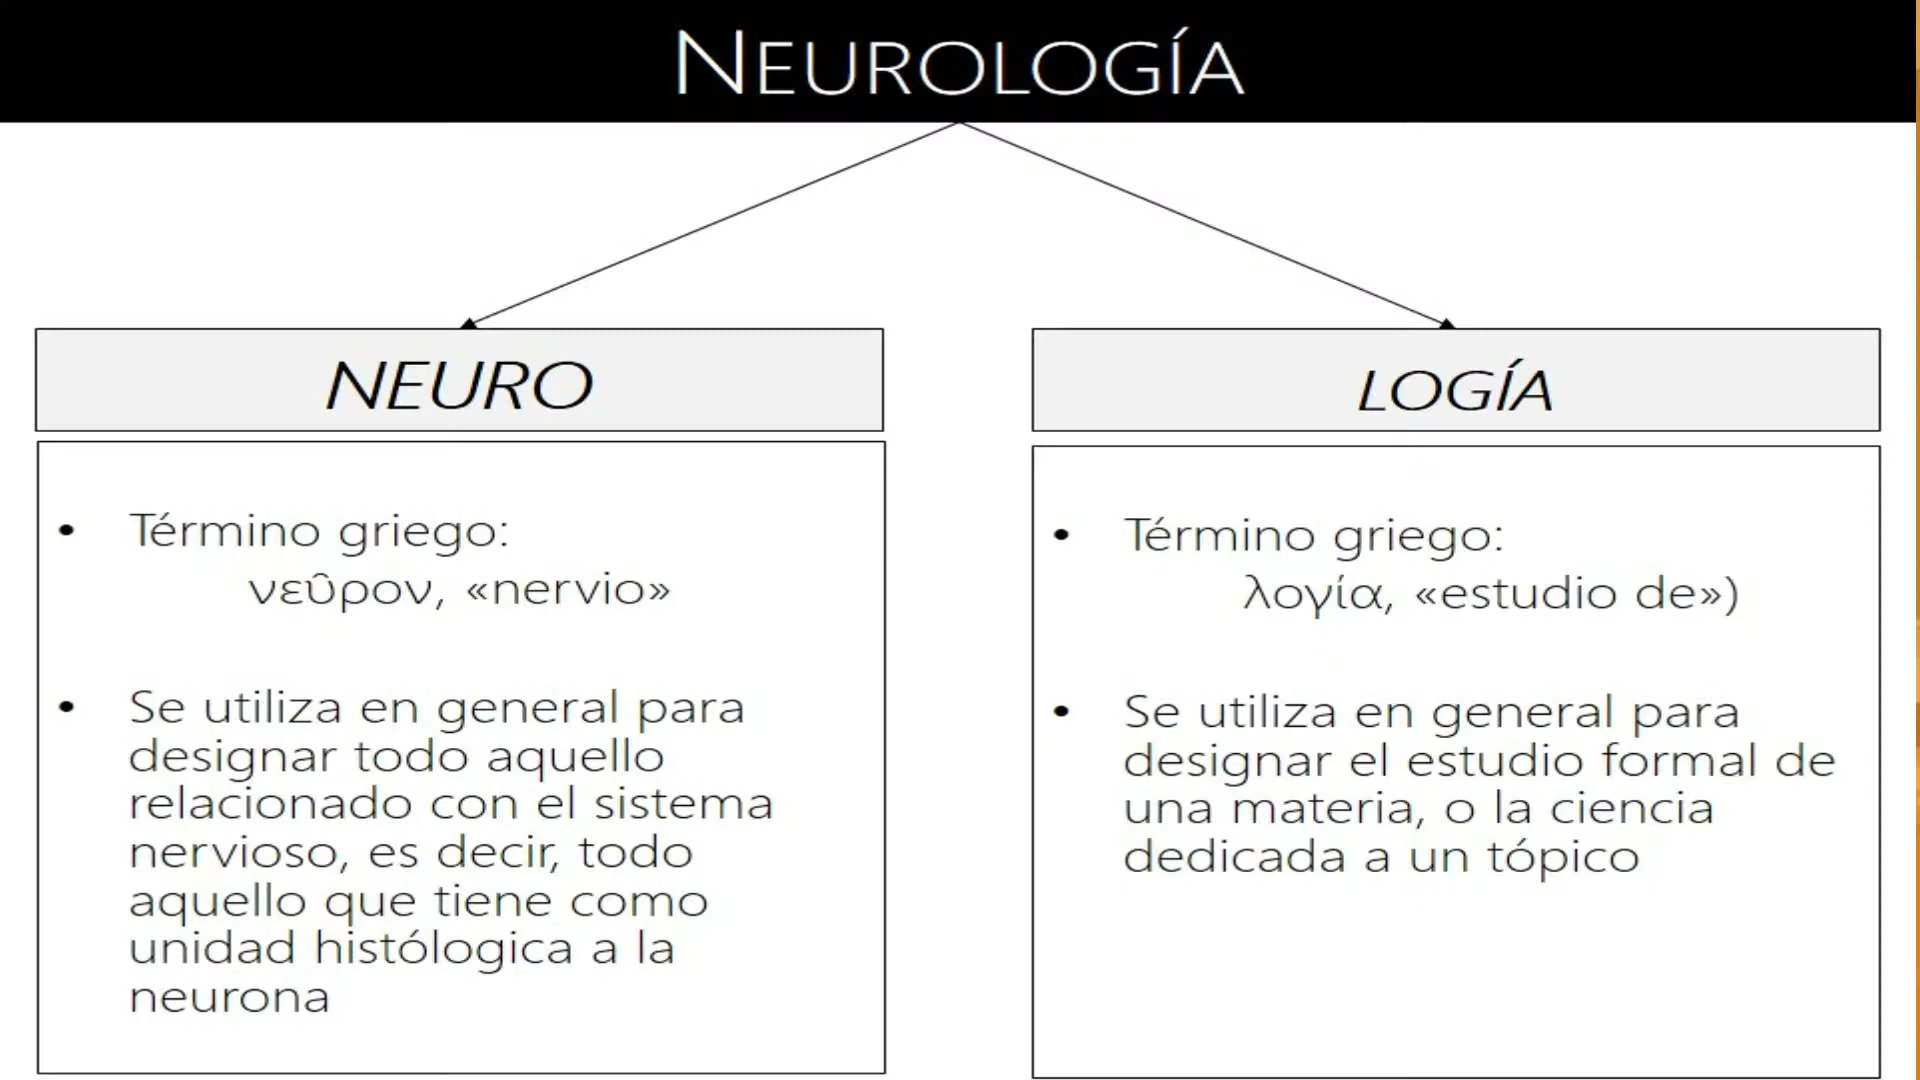 NEUROLOGÍA
NEURO
• Término griego:
νεῦρον, «nervio»
• Se utiliza en general para
designar todo aquello
relacionado con el sistema
nervioso, es decir, todo
aquello que tiene como
unidad histólogica a la
neurona
LOGÍA
• Término griego:
λογία, «estudio de»)
• Se utiliza en general para
designar el estudio formal de
una materia, o la ciencia
dedicada a un tópico